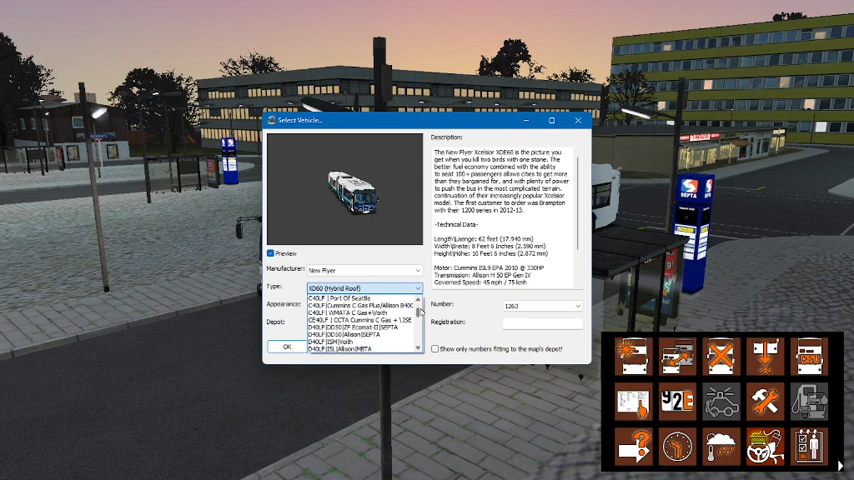 Select Vehicle...
Description:
The New Flyer Xcelsior XDE60 is the picture you
get when you kill two birds with one stone. The
better fuel economy combined with the ability
to seat 100+ passengers allows cities to get more
than they bargained for, and with plenty of power
to push the bus in the most complicated terrain.
continuation of their increasingly popular Xcelsior
model. The first customer to order was Brampton
with their 1200 series in 2012-13.
-Technical Data-
Length\Laenge: 62 feet (17.940 mm)
Width\Breite: 8 Feet 6 Inches (2.590 mm)
Height\Höhe: 10 Feet 6 inches (2.872 mm)
Motor: Cummins ISL9 EPA 2010 @ 330HP
Transmission: Allison H 50 EP Gen IV
Governed Speed: 45 mph / 75 kmh
Preview
Manufacturer:
New Flyer
Type:
XD60 (Hybrid Roof)
C40LF | Port Of Seattle
C40LF|Cummins C Gas Plus/Allison B400
C40LF | WMATA C Gas+\Voith
CE40LF | CCTA Cummins C Gas + \ISE
D40LF|DD50|ZF Ecomat-II|SEPTA
D40LF|DD50|Allison|SEPTA
D40LF|ISM|Voith
D40LF|ISL|Allison|MBTA
Appearance:
Depot:
Number:
1263
Registration:
OK
Show only numbers fitting to the map's depot!
SEPTA
SEPTA
92E